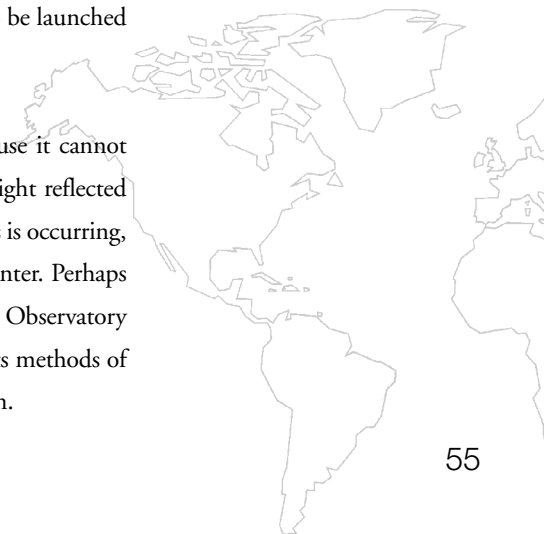 be launched
use it cannot
ight reflected
is occurring,
nter. Perhaps
Observatory
s methods of
n.
55